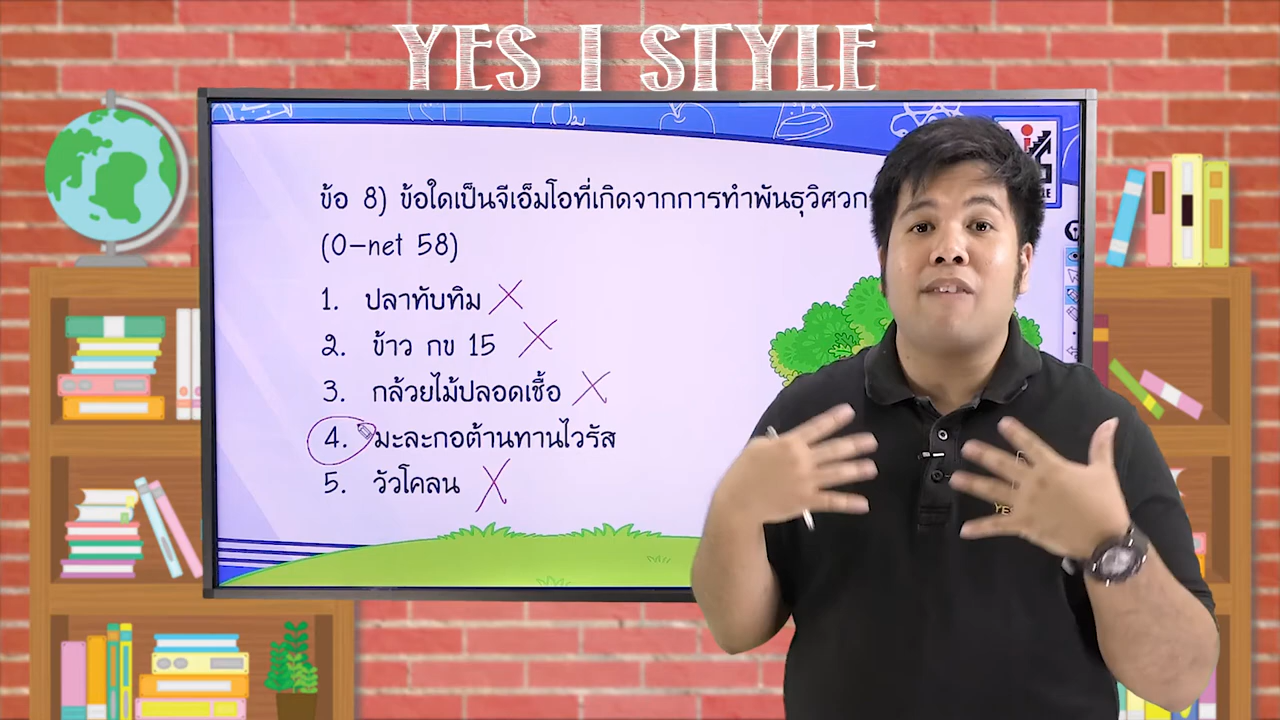 YES I STYLE
ข้อ 8) ข้อใดเป็นจีเอ็มโอที่เกิดจากการทำพันธุวิศวก
(O-net 58)
1. ปลาทับทิม
2. ข้าว กข 15
3. กล้วยไม้ปลอดเชื้อ
4. มะละกอต้านทานไวรัส
5. วัวโคลน